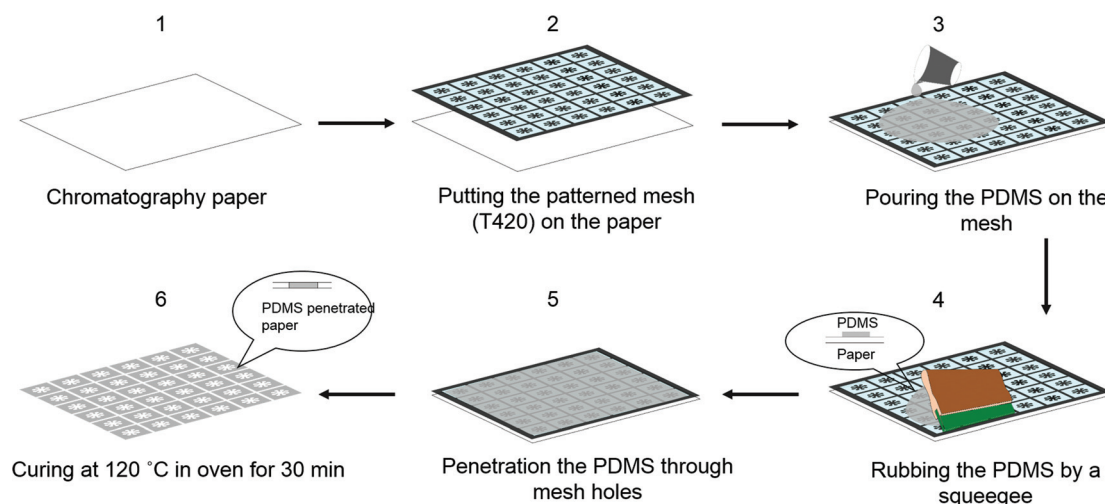 1
2
3
Chromatography paper
Putting the patterned mesh
(T420) on the paper
Pouring the PDMS on the
mesh
6
5
4
PDMS penetrated
paper
PDMS
Paper
Curing at 120 °C in oven for 30 min
Penetration the PDMS through
mesh holes
Rubbing the PDMS by a
squeegee